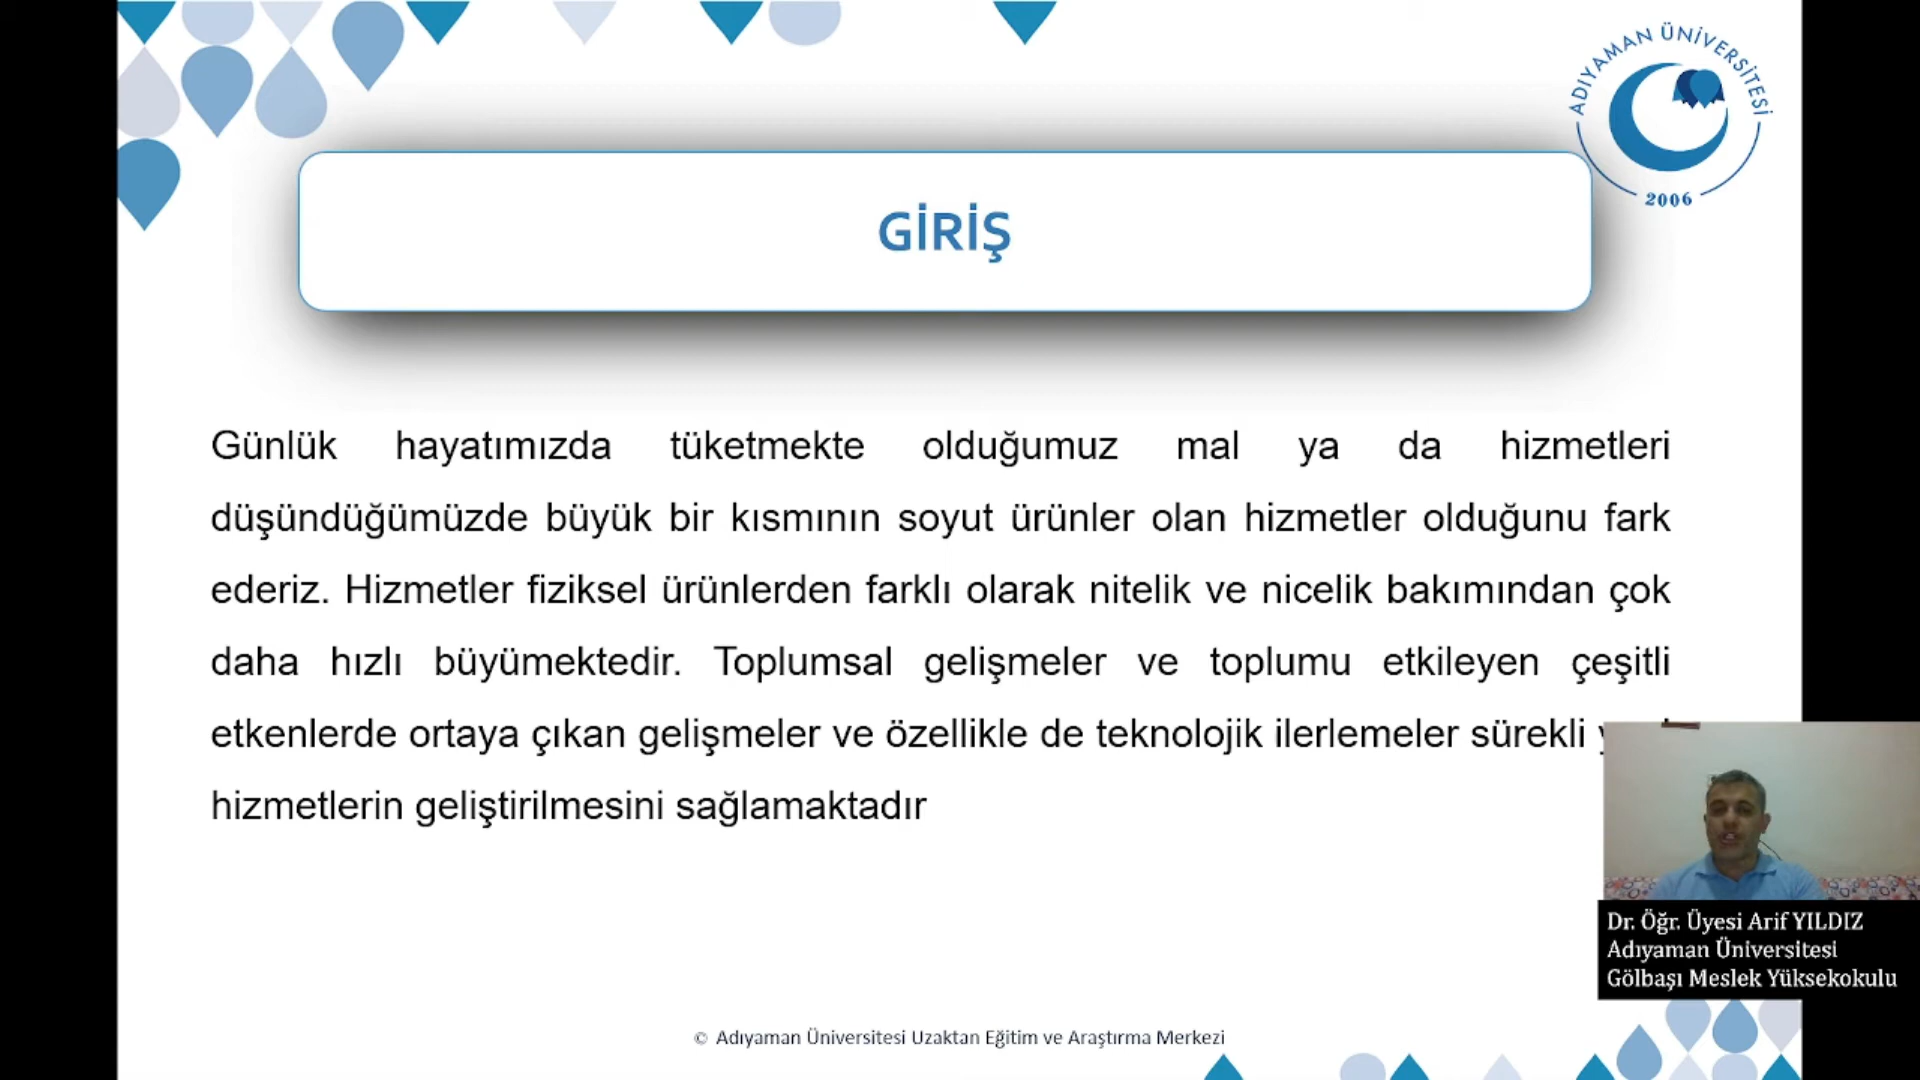 ADIYAMAN ÜNİVERSİTESİ
2006
GİRİŞ
Günlük hayatımızda tüketmekte olduğumuz mal ya da hizmetleri
düşündüğümüzde büyük bir kısmının soyut ürünler olan hizmetler olduğunu fark
ederiz. Hizmetler fiziksel ürünlerden farklı olarak nitelik ve nicelik bakımından çok
daha hızlı büyümektedir. Toplumsal gelişmeler ve toplumu etkileyen çeşitli
etkenlerde ortaya çıkan gelişmeler ve özellikle de teknolojik ilerlemeler sürekli
hizmetlerin geliştirilmesini sağlamaktadır
Dr. Öğr. Üyesi Arif YILDIZ
Adıyaman Üniversitesi
Gölbaşı Meslek Yüksekokulu
© Adıyaman Üniversitesi Uzaktan Eğitim ve Araştırma Merkezi